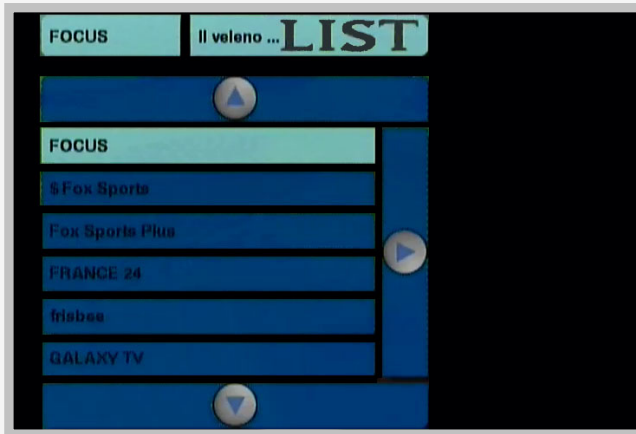 FOCUS
Il veleno ... LIST
FOCUS
$ Fox Sports
Fox Sports Plus
FRANCE 24
frisbee
GALAXY TV